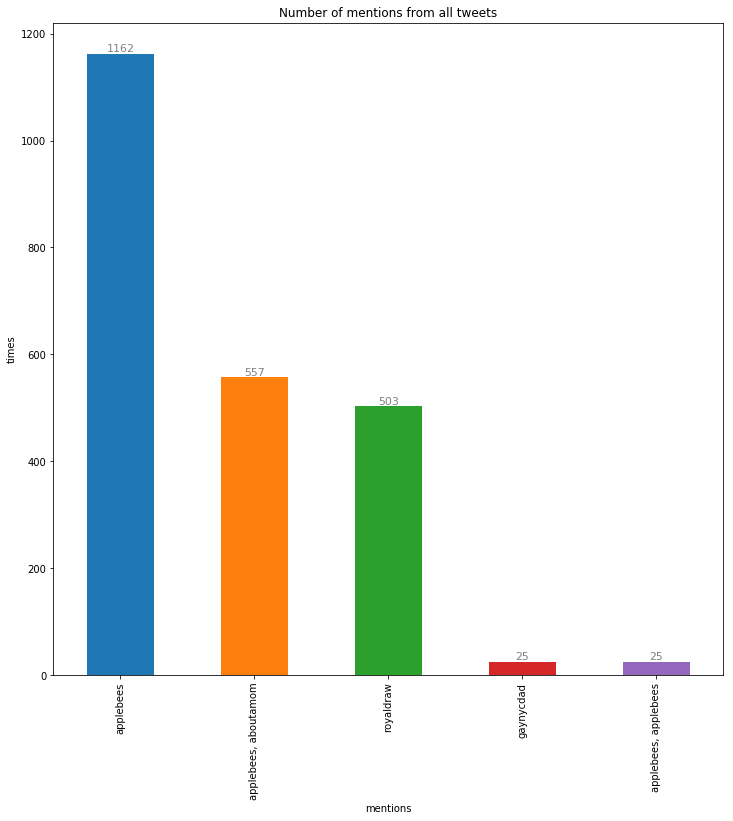 Number of mentions from all tweets
1200
1000
800
600
400
200
0
times
1162
557
503
25
25
applebees
applebees, aboutamom
royaldraw
gaynycdad
applebees, applebees
mentions